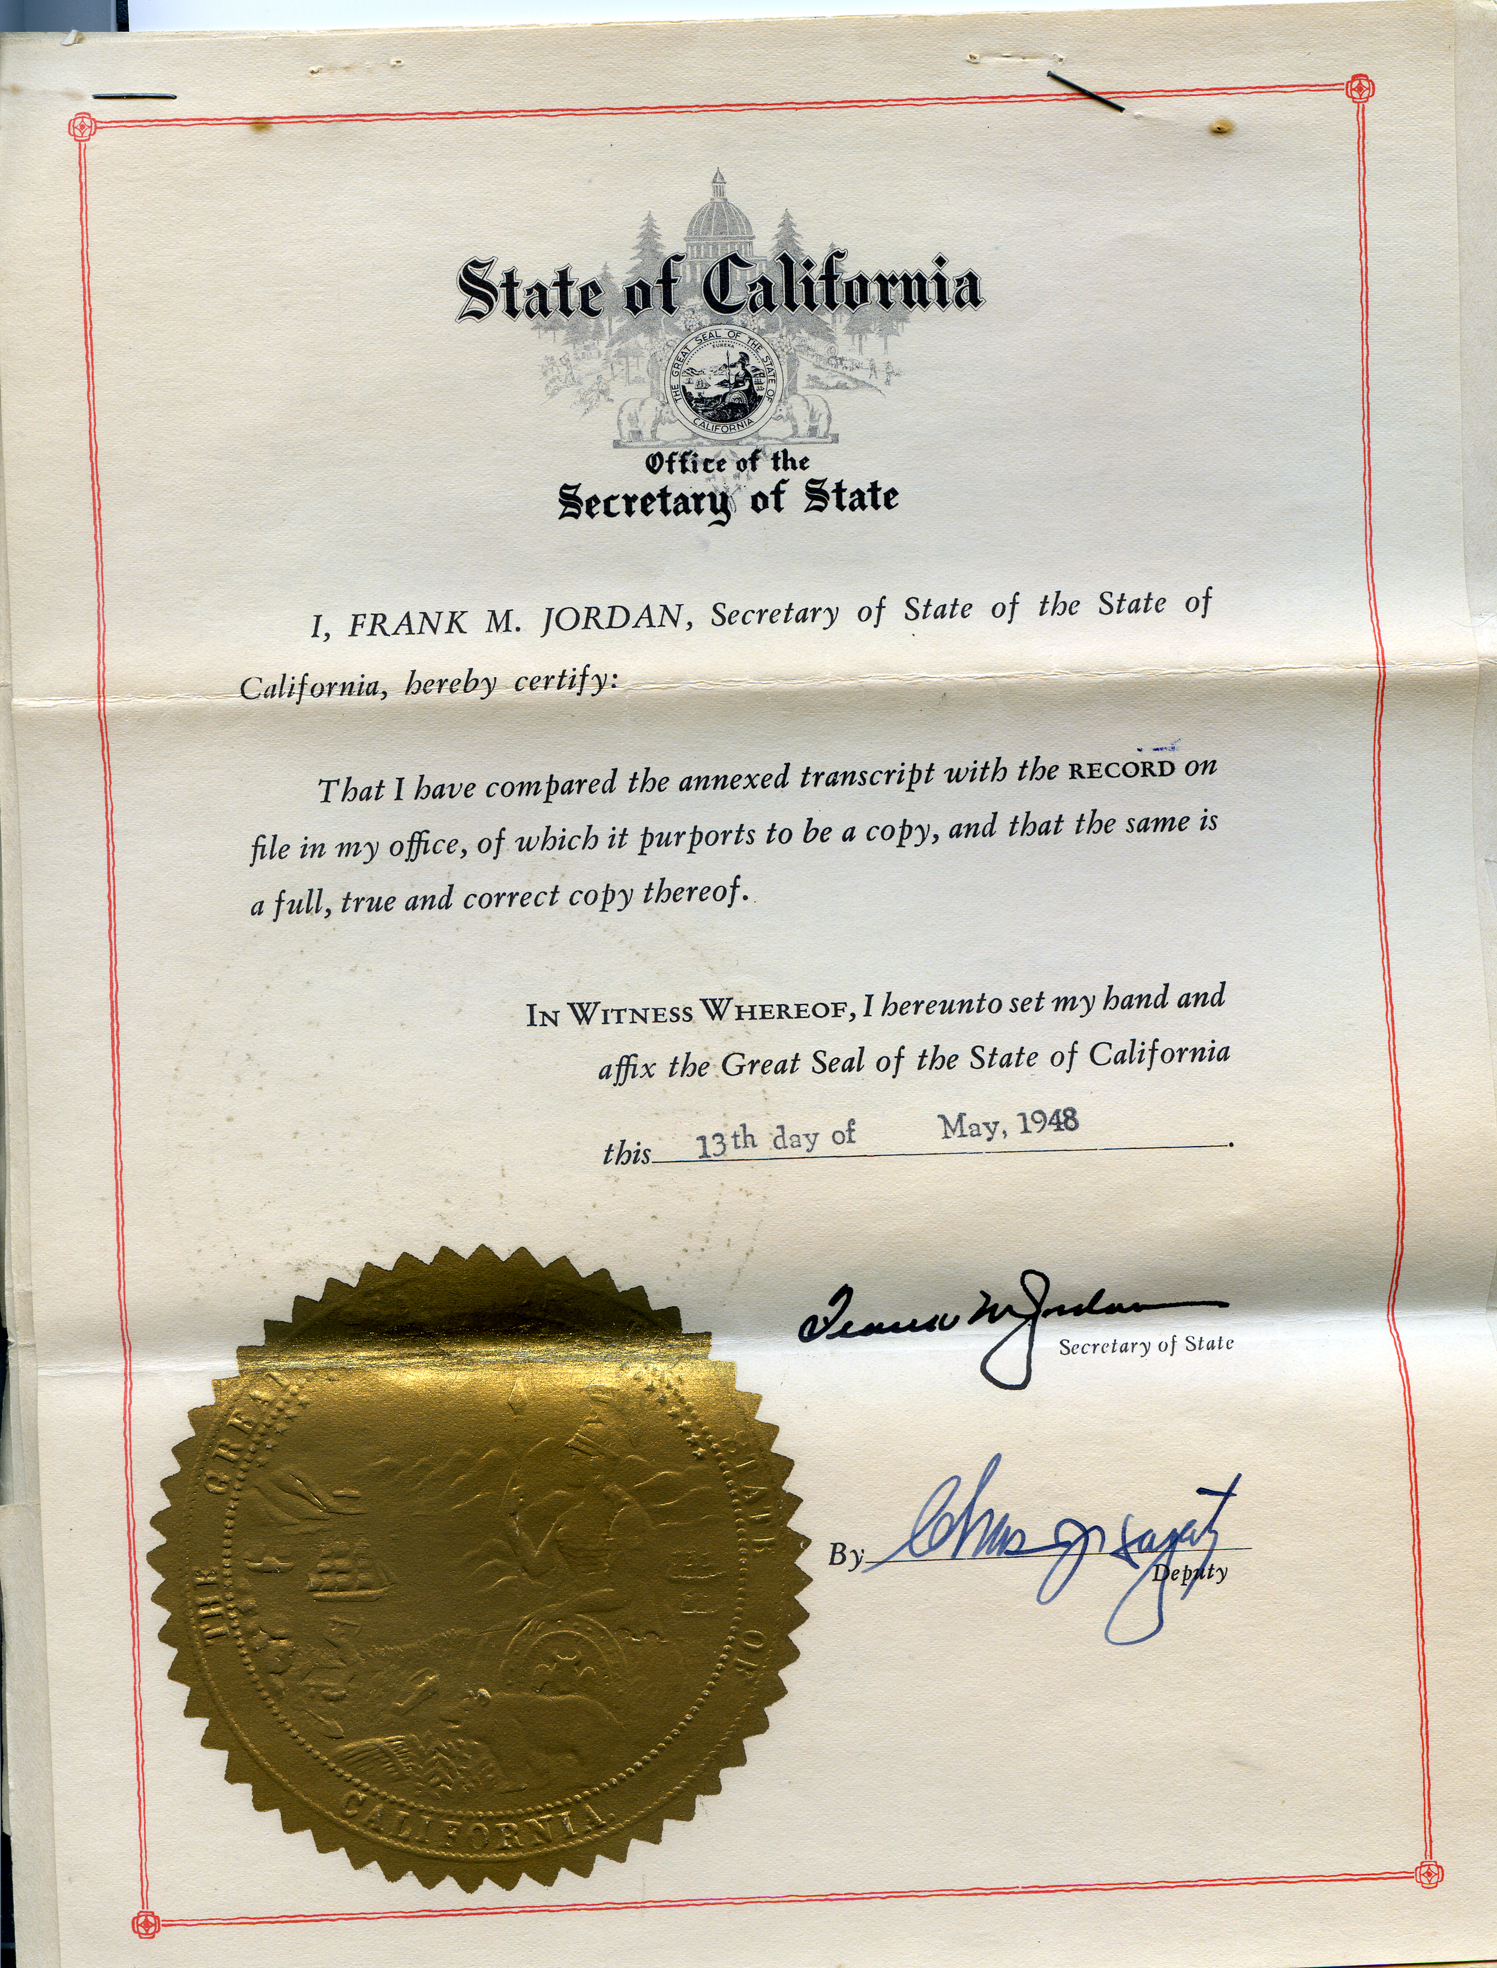 State of California
THE GREAT SEAL OF THE STATE OF CALIFORNIA
EUREKA
Office of the
Secretary of State
I, FRANK M. JORDAN, Secretary of State of the State of
California, hereby certify:
That I have compared the annexed transcript with the RECORD on
file in my office, of which it purports to be a copy, and that the same is
a full, true and correct copy thereof.
IN WITNESS WHEREOF, I hereunto set my hand and
affix the Great Seal of the State of California
this 13th day of May, 1948.
Frank M Jordan
Secretary of State
By Chas
Deputy
THE GREAT STATE OF CALIFORNIA